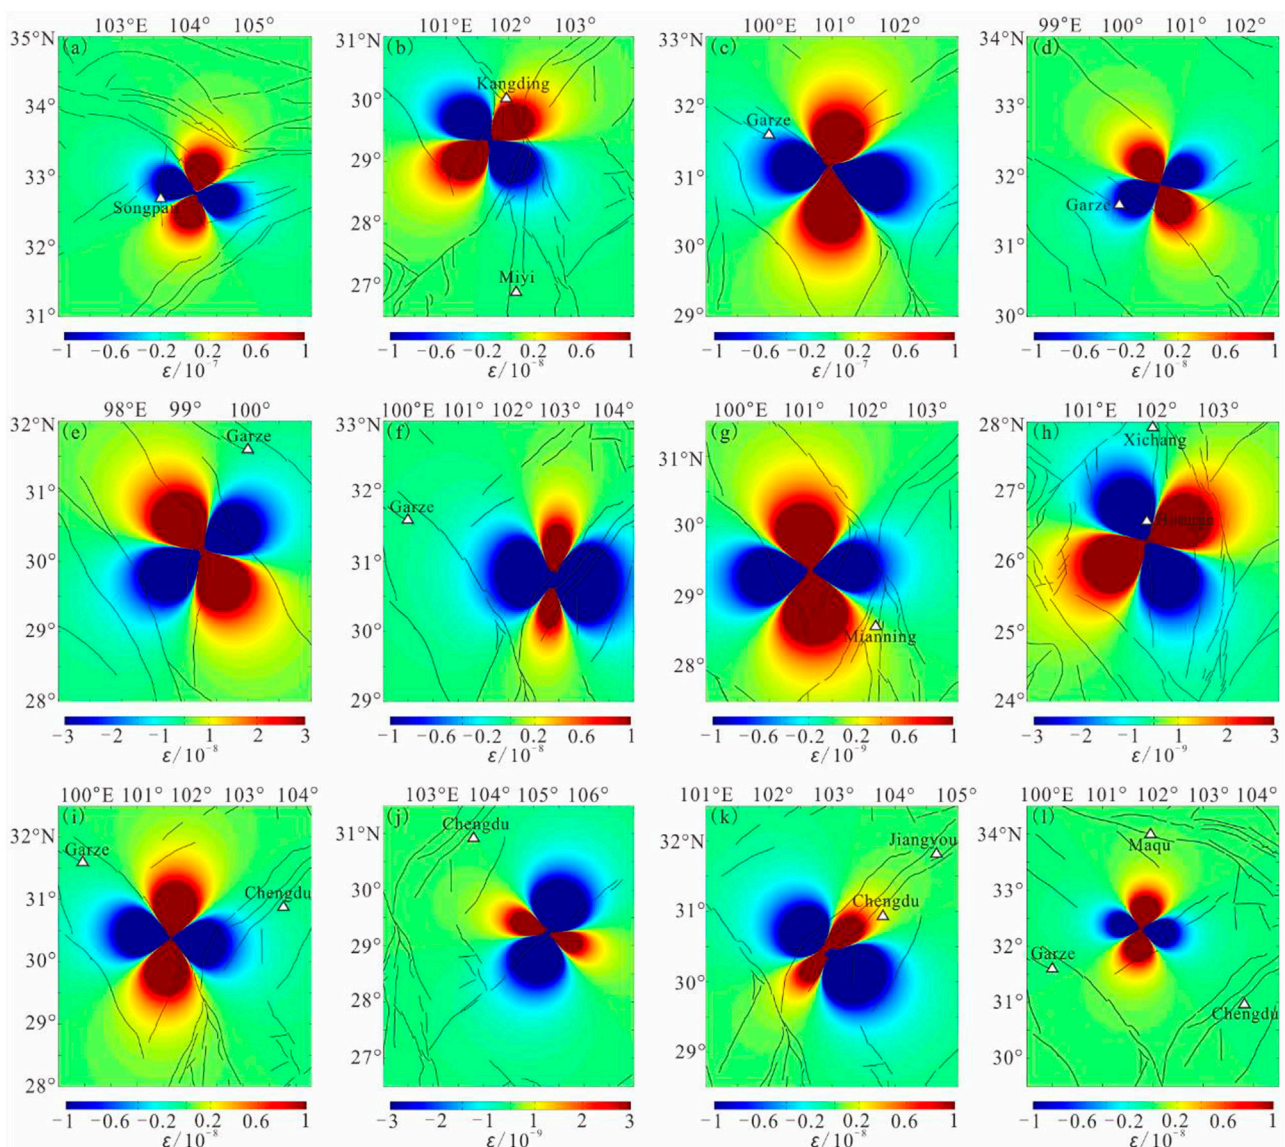 103°E 104° 105°
101°E 102° 103°
100°E 102°
99°E 100° 101° 102°
35°N (a)
34°
33°
32°
31°
Songpan
31°N (b)
30°
29°
28°
27°
Kangding
Miyi
33°N (c)
32°
31°
30°
29°
Garze
34°N (d)
33°
32°
31°
30°
Garze
−1 −0.6 −0.2 0.2 0.6 1
ε/10⁻⁷
−1 −0.6 −0.2 0.2 0.6 1
ε/10⁻⁸
−1 −0.6 −0.2 0.2 0.6 1
ε/10⁻⁷
−1 −0.6 −0.2 0.2 0.6 1
ε/10⁻⁸
98°E 99° 100°
100°E 101° 102° 103° 104°
100°E 101° 102° 103°
101°E 102° 103°
32°N (e)
31°
30°
29°
28°
Garze
33°N (f)
32°
31°
30°
29°
Garze
31°N (g)
30°
29°
28°
Mianning
28°N (h)
27°
26°
25°
24°
Xichang
−3 −2 −1 1 2 3
ε/10⁻⁸
−1 −0.6 −0.2 0.2 0.6 1
ε/10⁻⁸
−1 −0.6 −0.2 0.2 0.6 1
ε/10⁻⁹
−3 −2 −1 1 2 3
ε/10⁻⁹
100°E 101° 102° 103° 104°
103°E 104° 105° 106°
101°E 102° 103° 104° 105°
100°E 101° 102° 103° 104°
(i)
32°N
31°
30°
29°
28°
Garze
Chengdu
(j)
31°N
30°
29°
28°
27°
Chengdu
(k)
32°N
31°
30°
29°
Jiangyou
Chengdu
(l)
34°N
33°
32°
31°
30°
Maqu
Garze
Chengdu
−1 −0.6 −0.2 0.2 0.6 1
ε/10⁻⁸
−3 −2 −1 1 2 3
ε/10⁻⁹
−1 −0.6 −0.2 0.2 0.6 1
ε/10⁻⁸
−1 −0.6 −0.2 0.2 0.6 1
ε/10⁻⁸